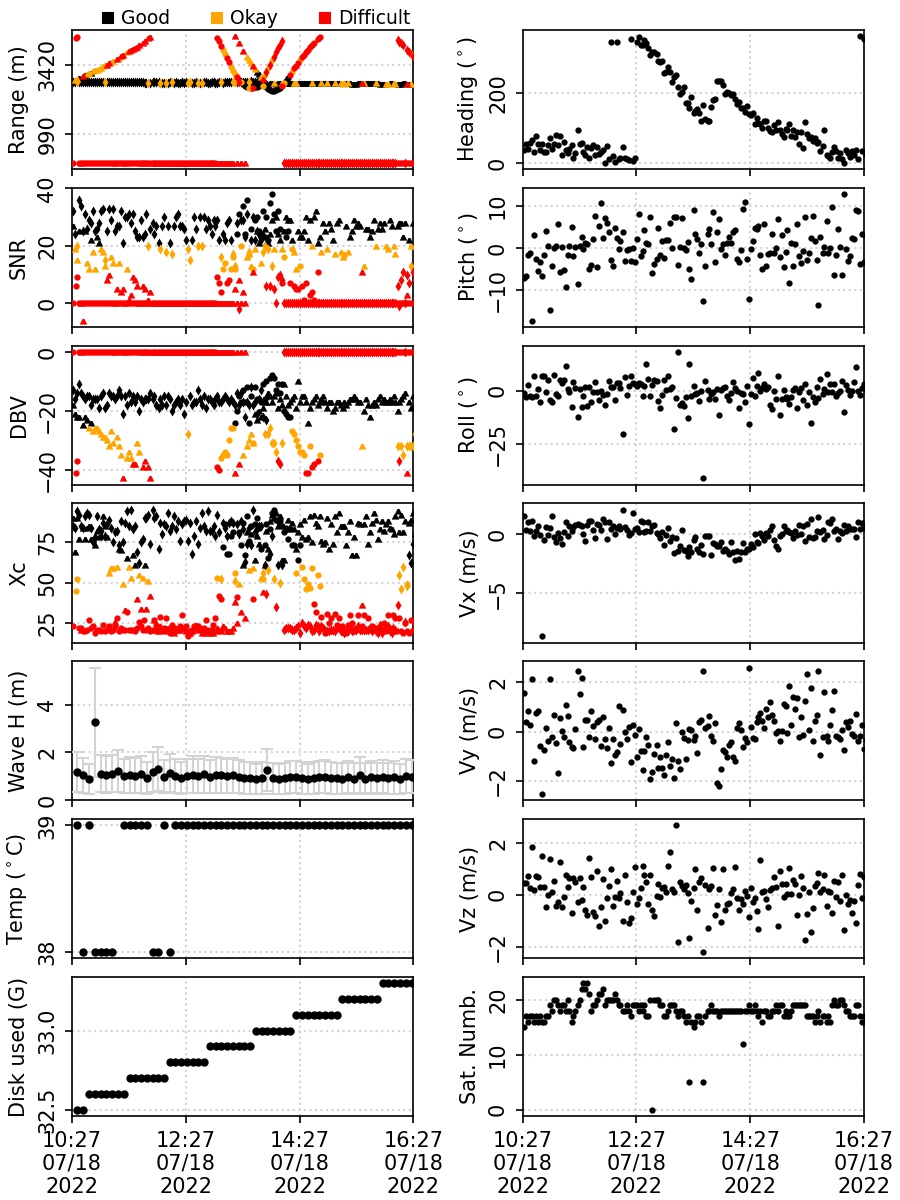 Good Okay Difficult
Range (m)
3420
990
Heading (°)
200
0
SNR
40
20
0
Pitch (°)
10
0
−10
DBV
0
−20
−40
Roll (°)
0
−25
Xc
75
50
25
Vx (m/s)
0
−5
Wave H (m)
4
2
0
Vy (m/s)
2
0
−2
Temp (°C)
39
38
Vz (m/s)
2
0
−2
Disk used (G)
33.0
32.5
Sat. Numb.
20
10
0
10:27 12:27 14:27 16:27
07/18 07/18 07/18 07/18
2022 2022 2022 2022
10:27 12:27 14:27 16:27
07/18 07/18 07/18 07/18
2022 2022 2022 2022